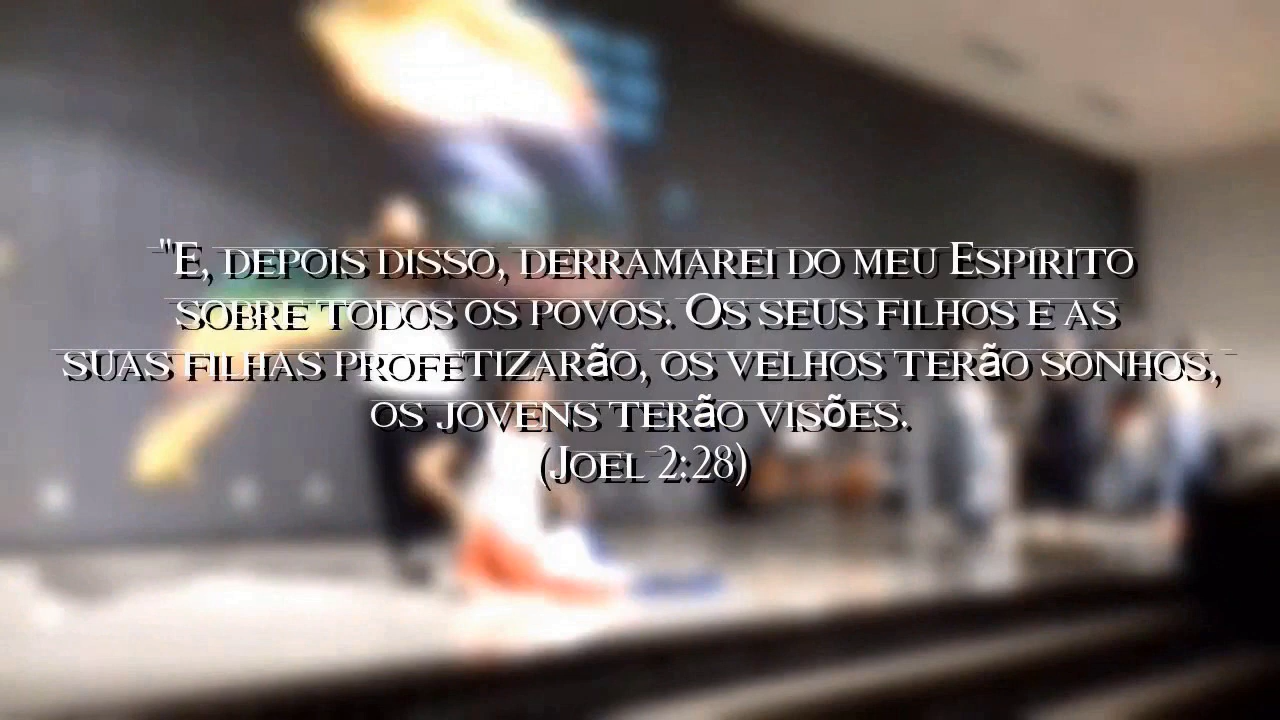 "E, depois disso, derramarei do meu Espírito
sobre todos os povos. Os seus filhos e as
suas filhas profetizarão, os velhos terão sonhos,
os jovens terão visões.
(Joel 2:28)